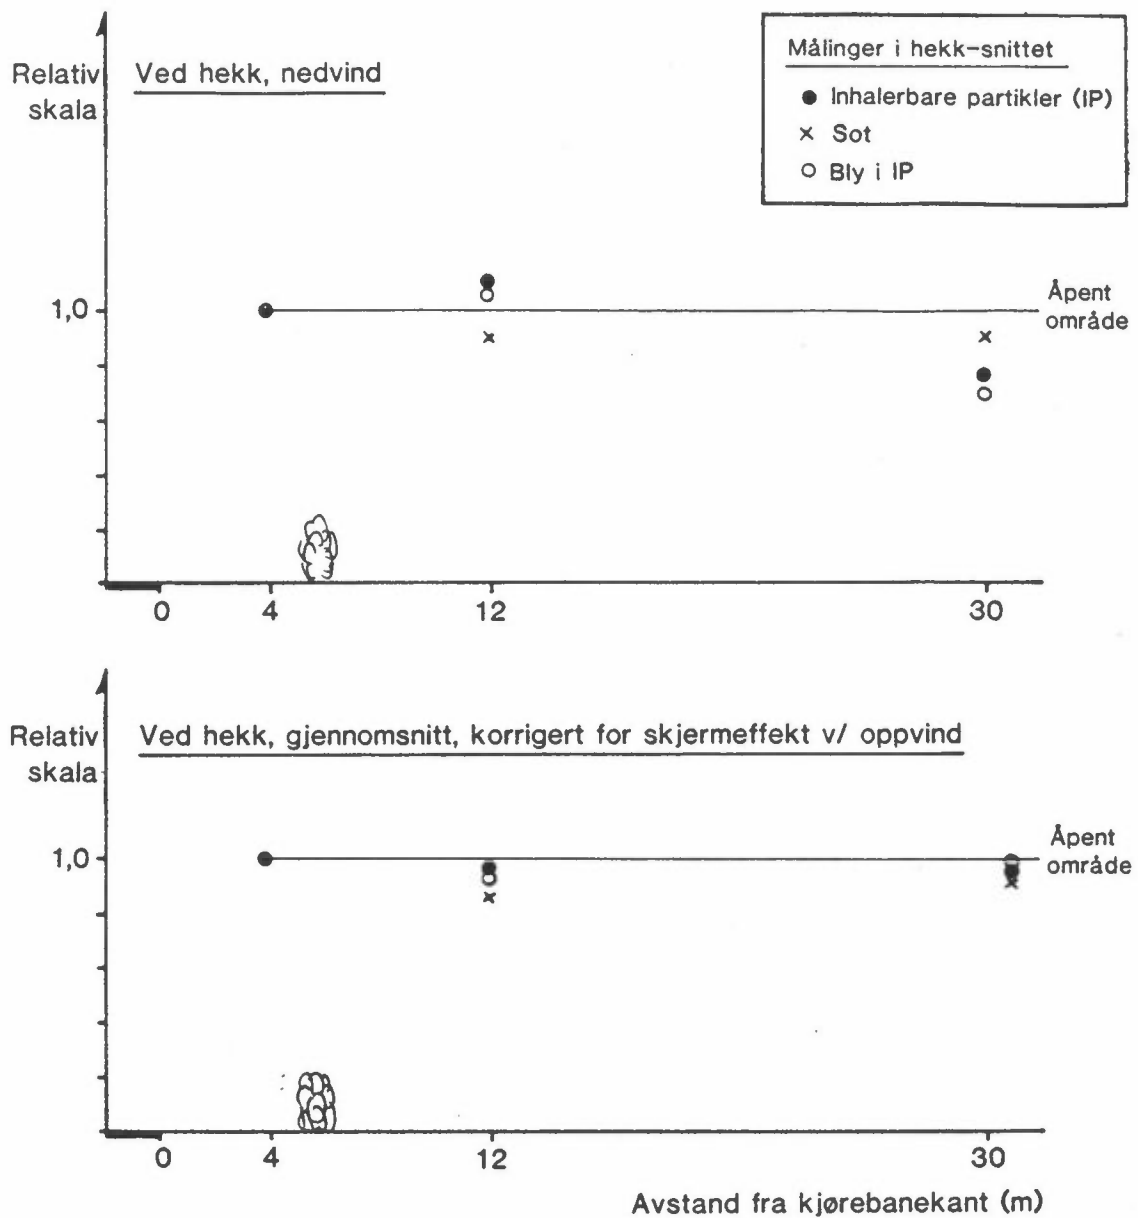 Relativ
skala
Ved hekk, nedvind
Målinger i hekk-snittet
Inhalerbare partikler (IP)
Sot
Bly i IP
1,0
Åpent
område
0 4 12 30
Relativ
skala
Ved hekk, gjennomsnitt, korrigert for skjermeffekt v/ oppvind
1,0
Åpent
område
0 4 12 30
Avstand fra kjørebanekant (m)